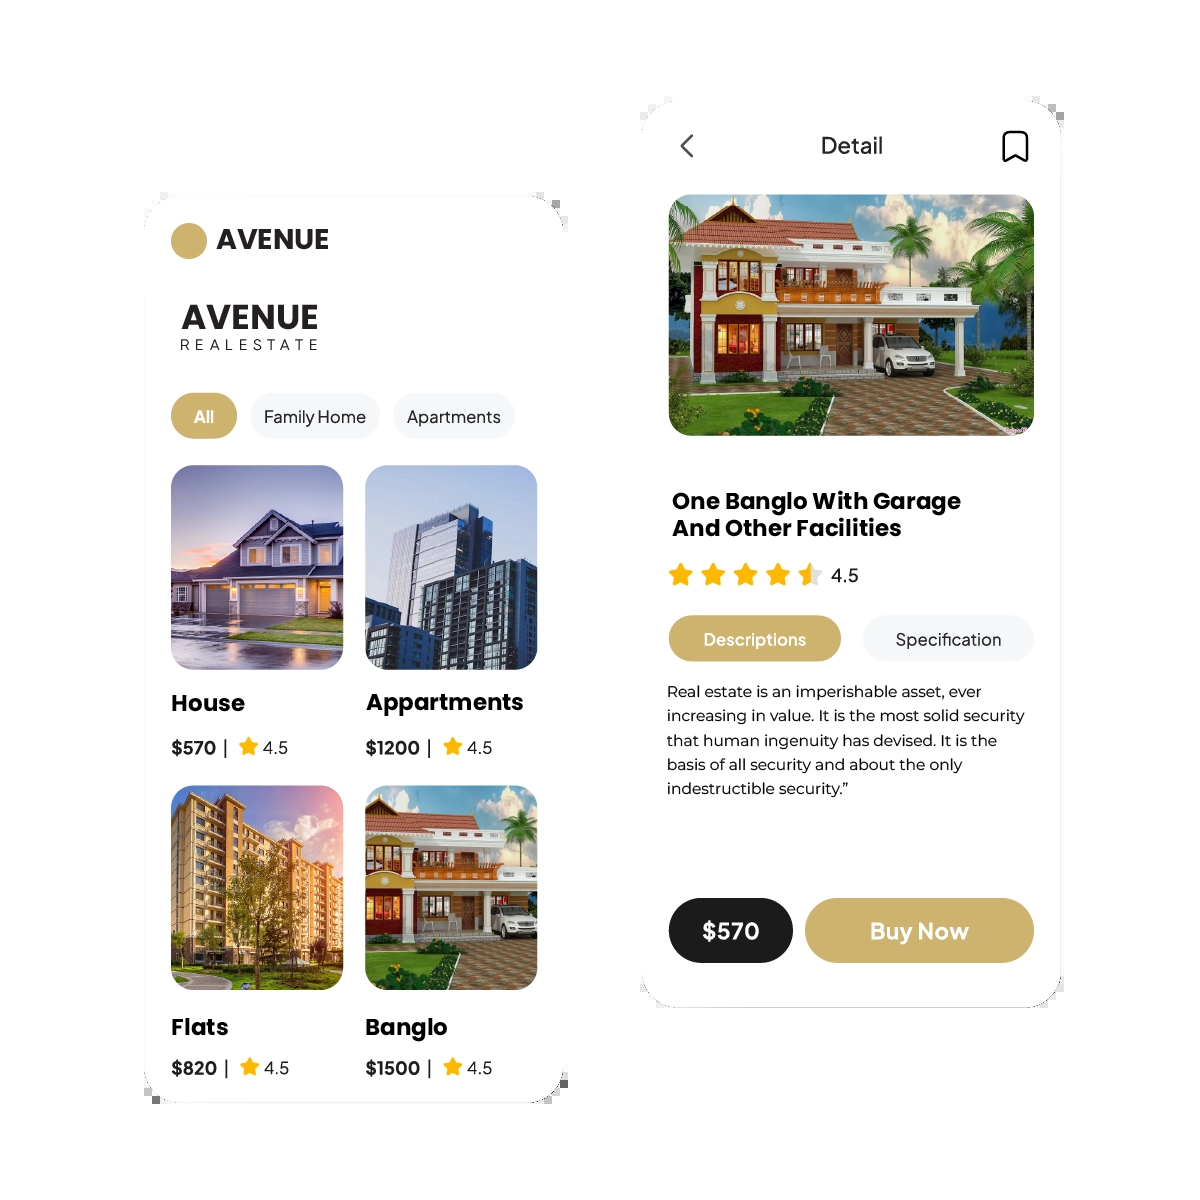 AVENUE
AVENUE
REALESTATE
All
Family Home
Apartments
House
Appartments
$570 | 4.5
$1200 | 4.5
Flats
Banglo
$820 | 4.5
$1500 | 4.5
Detail
One Banglo With Garage
And Other Facilities
4.5
Descriptions
Specification
Real estate is an imperishable asset, ever
increasing in value. It is the most solid security
that human ingenuity has devised. It is the
basis of all security and about the only
indestructible security.”
$570
Buy Now